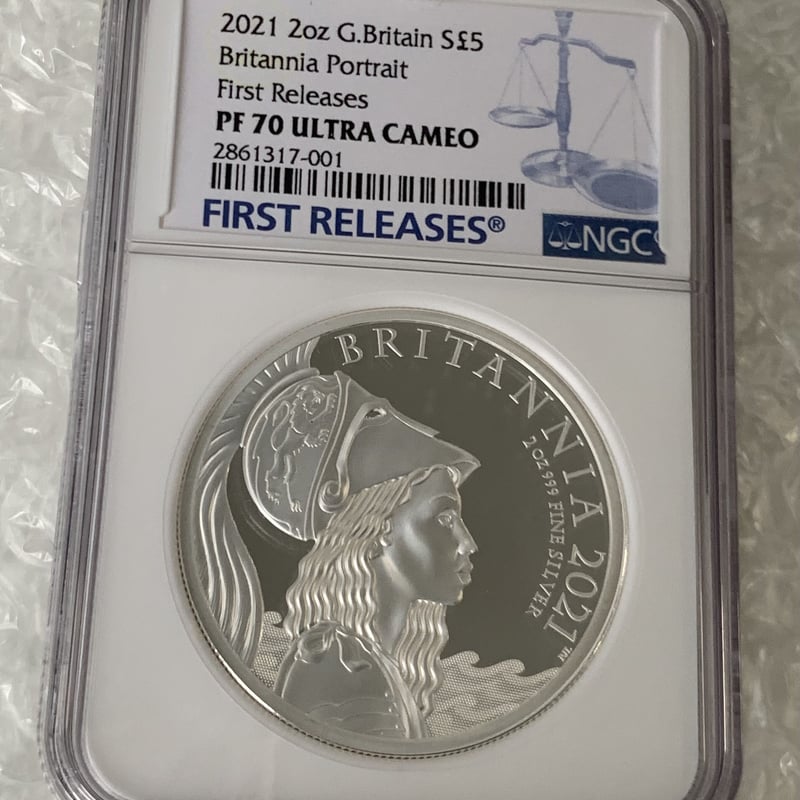 2021 2oz G.Britain S£5
Britannia Portrait
First Releases
PF 70 ULTRA CAMEO
2861317-001
FIRST RELEASES®
NGC
BRITANNIA 2021
2 OZ 999 FINE SILVER